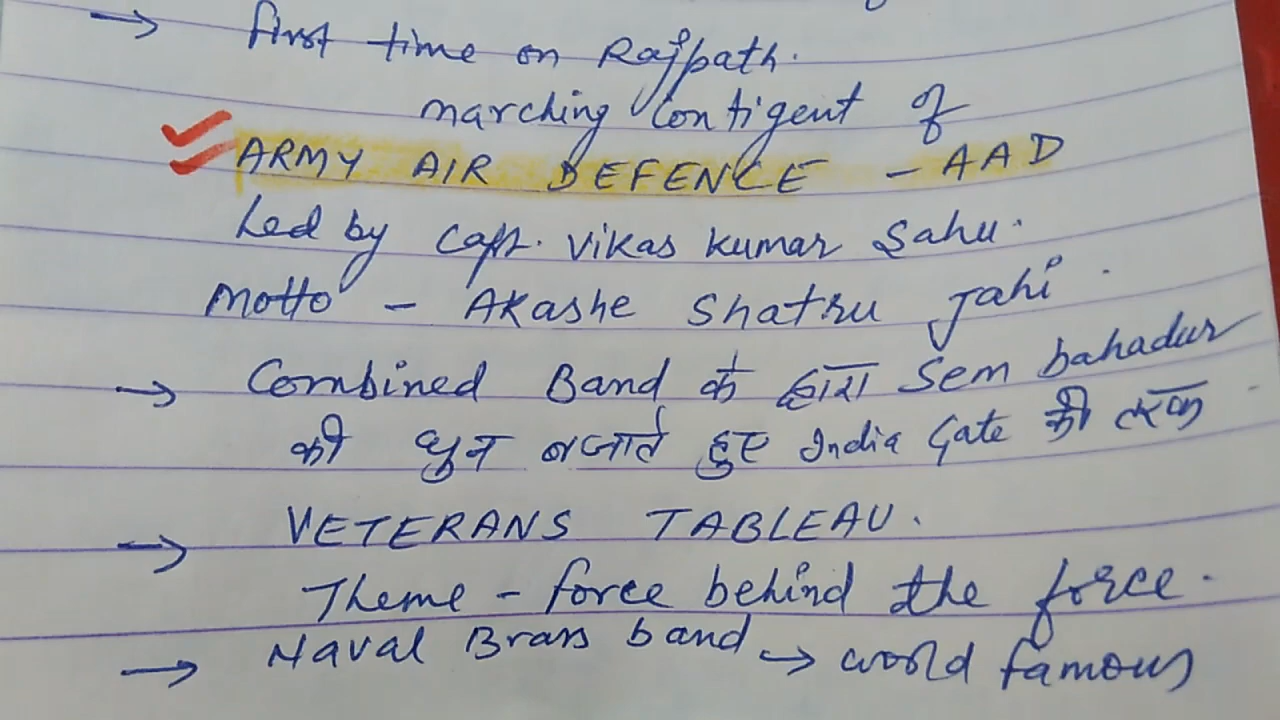 → first time on Rajpath.
marching Contigent of
ARMY AIR DEFENCE - AAD
Led by Capt. Vikas Kumar Sahu.
Motto - Akashe Shatru Jahi.
→ Combined Band के द्वारा Sem bahadur
की धुन बजाते हुए India Gate की तरफ
→ VETERANS TABLEAU.
Theme - force behind the force.
→ Naval Brass band → world famous